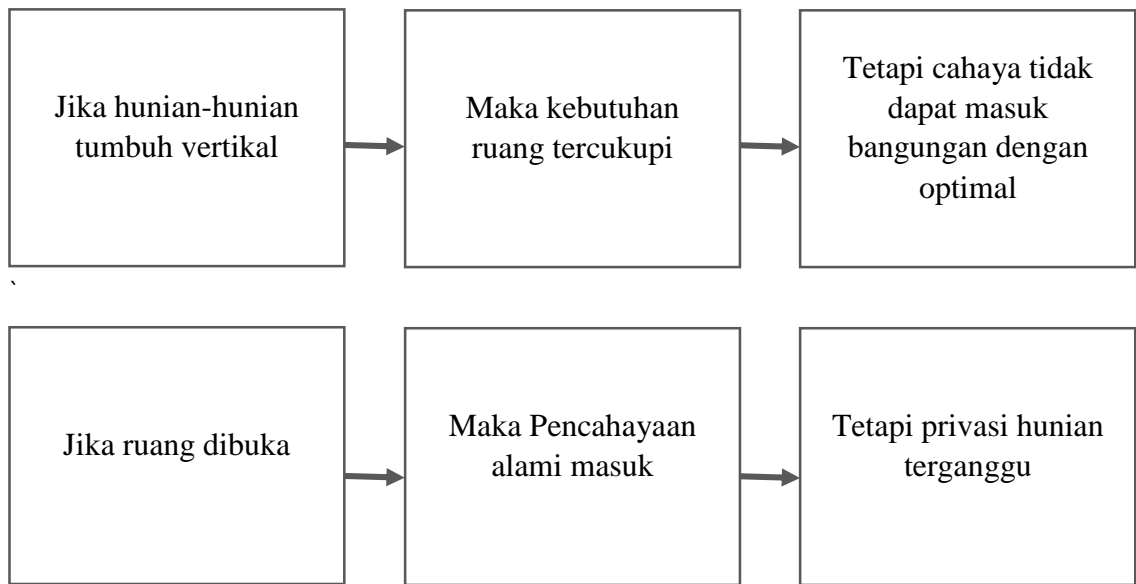 Jika hunian-hunian
tumbuh vertikal
Maka kebutuhan
ruang tercukupi
Tetapi cahaya tidak
dapat masuk
bangungan dengan
optimal
`
Jika ruang dibuka
Maka Pencahayaan
alami masuk
Tetapi privasi hunian
terganggu